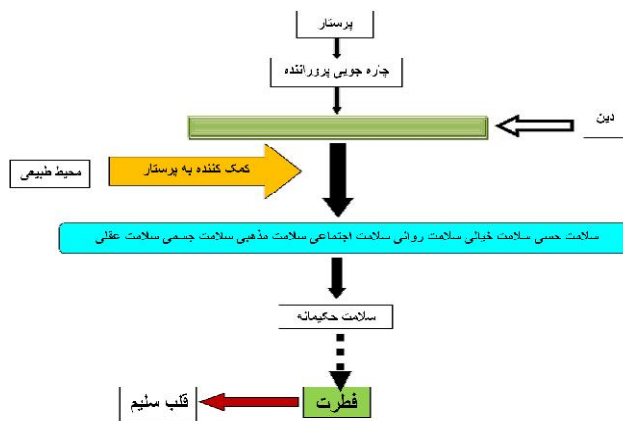 پرستار
چاره جویی پروراننده
دین
کمک کننده به پرستار
محیط طبیعی
سلامت حسی سلامت خیالی سلامت روانی سلامت اجتماعی سلامت مذهبی سلامت جسمی سلامت عقلی
سلامت حکیمانه
فطرت
قلب سلیم